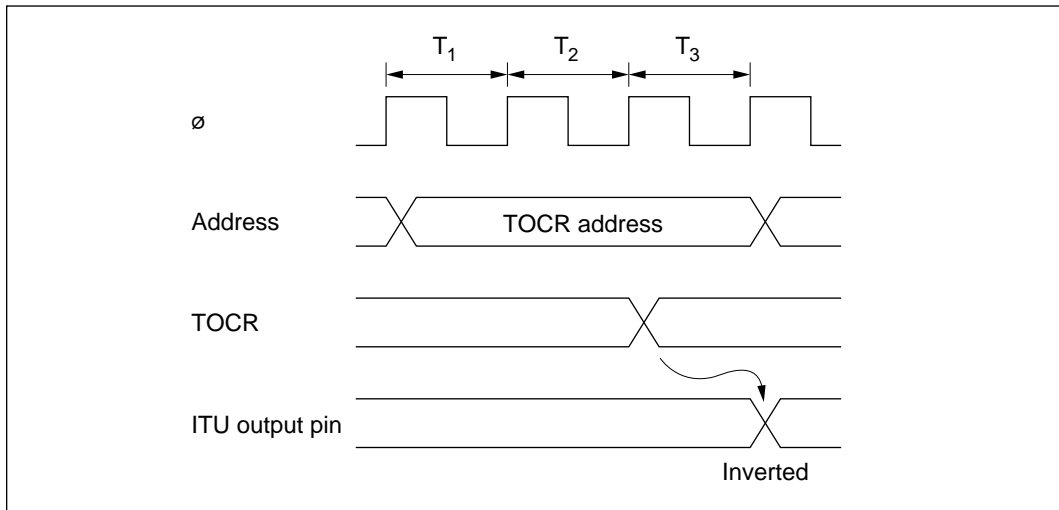 T1 T2 T3
ø
Address TOCR address
TOCR
ITU output pin
Inverted